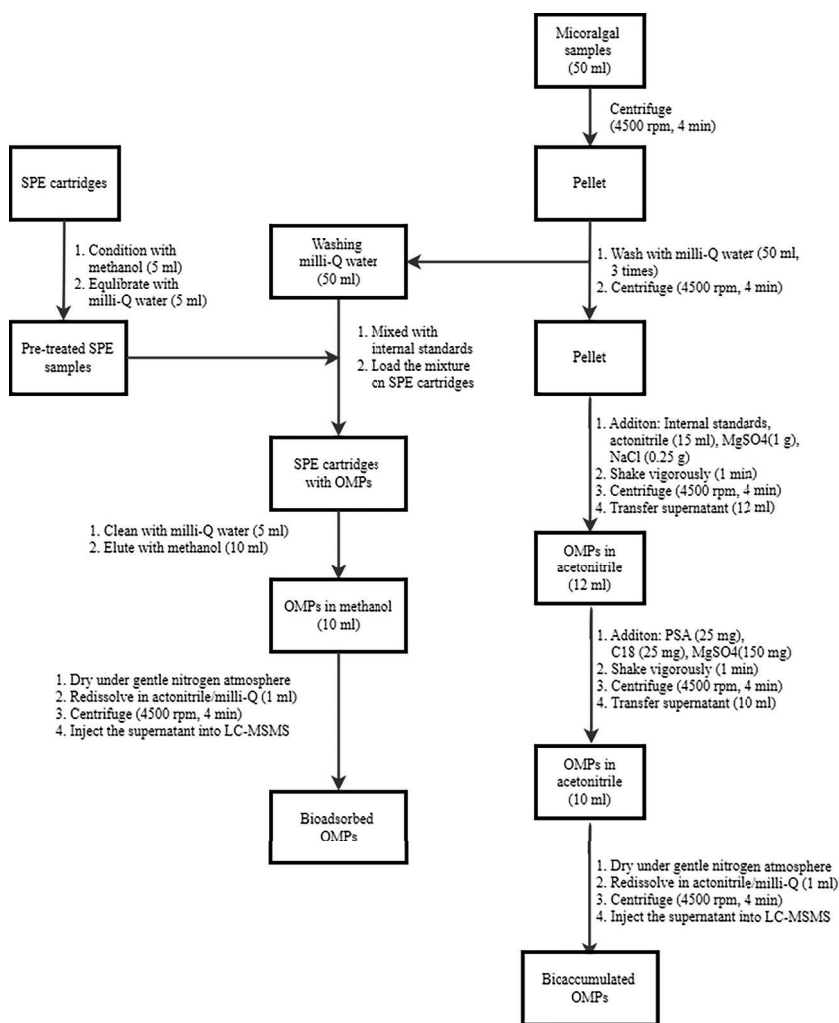 Micoralgal
samples
(50 ml)
Centrifuge
(4500 rpm, 4 min)
SPE cartridges
Pellet
1. Condition with
methanol (5 ml)
2. Equlibrate with
milli-Q water (5 ml)
Washing
milli-Q water
(50 ml)
1. Wash with milli-Q water (50 ml,
3 times)
2. Centrifuge (4500 rpm, 4 min)
Pre-treated SPE
samples
1. Mixed with
internal standards
2. Load the mixture
on SPE cartridges
Pellet
1. Additon: Internal standards,
actonitrile (15 ml), MgSO4(1 g),
NaCl (0.25 g)
2. Shake vigorously (1 min)
3. Centrifuge (4500 rpm, 4 min)
4. Transfer supernatant (12 ml)
SPE cartridges
with OMPs
1. Clean with milli-Q water (5 ml)
2. Elute with methanol (10 ml)
OMPs in
acetonitrile
(12 ml)
OMPs in methanol
(10 ml)
1. Additon: PSA (25 mg),
C18 (25 mg), MgSO4(150 mg)
2. Shake vigorously (1 min)
3. Centrifuge (4500 rpm, 4 min)
4. Transfer supernatant (10 ml)
1. Dry under gentle nitrogen atmosphere
2. Redissolve in actonitrile/milli-Q (1 ml)
3. Centrifuge (4500 rpm, 4 min)
4. Inject the supernatant into LC-MSMS
OMPs in
acetonitrile
(10 ml)
Bioadsorbed
OMPs
1. Dry under gentle nitrogen atmosphere
2. Redissolve in actonitrile/milli-Q (1 ml)
3. Centrifuge (4500 rpm, 4 min)
4. Inject the supernatant into LC-MSMS
Bicaccumulated
OMPs